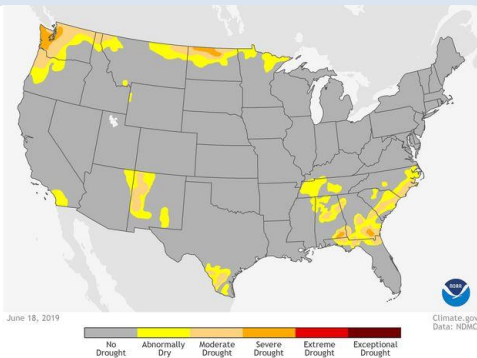 June 18, 2019
NOAA
Climate.gov
Data: NDMC
No Drought
Abnormally Dry
Moderate Drought
Severe Drought
Extreme Drought
Exceptional Drought